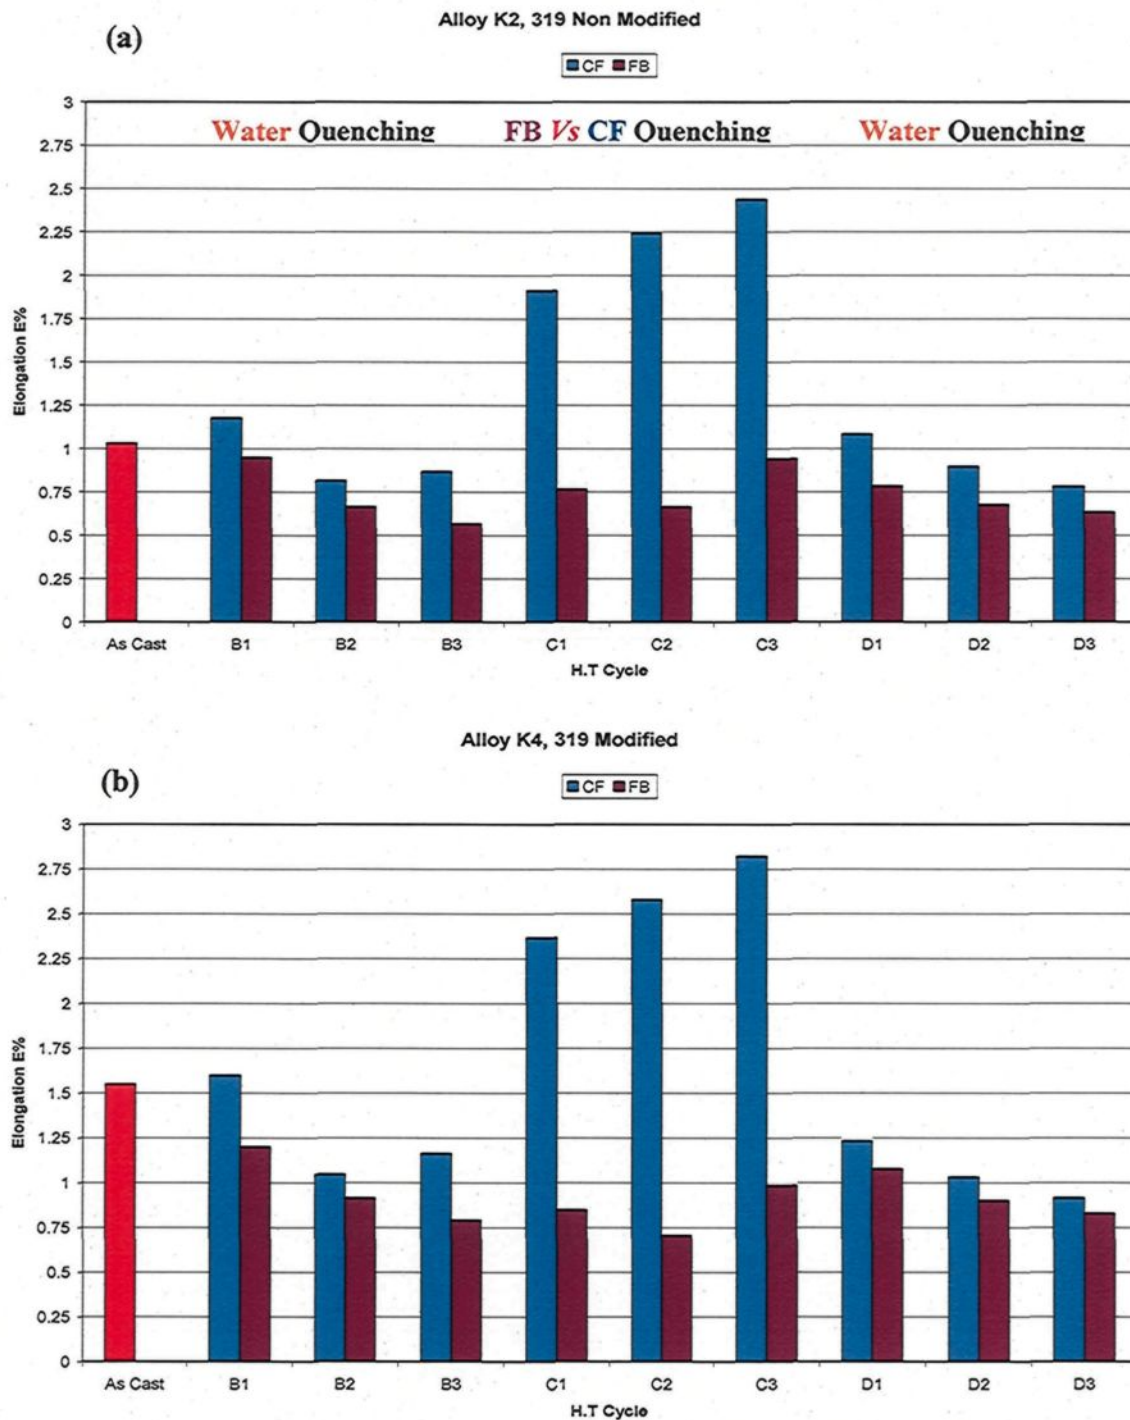 Alloy K2, 319 Non Modified
(a)
CF FB
Water Quenching FB Vs CF Quenching Water Quenching
3
2.75
2.5
2.25
2
1.75
1.5
1.25
1
0.75
0.5
0.25
0
Elongation E%
As Cast B1 B2 B3 C1 C2 C3 D1 D2 D3
H.T Cycle
Alloy K4, 319 Modified
(b)
CF FB
3
2.75
2.5
2.25
2
1.75
1.5
1.25
1
0.75
0.5
0.25
0
Elongation E%
As Cast B1 B2 B3 C1 C2 C3 D1 D2 D3
H.T Cycle